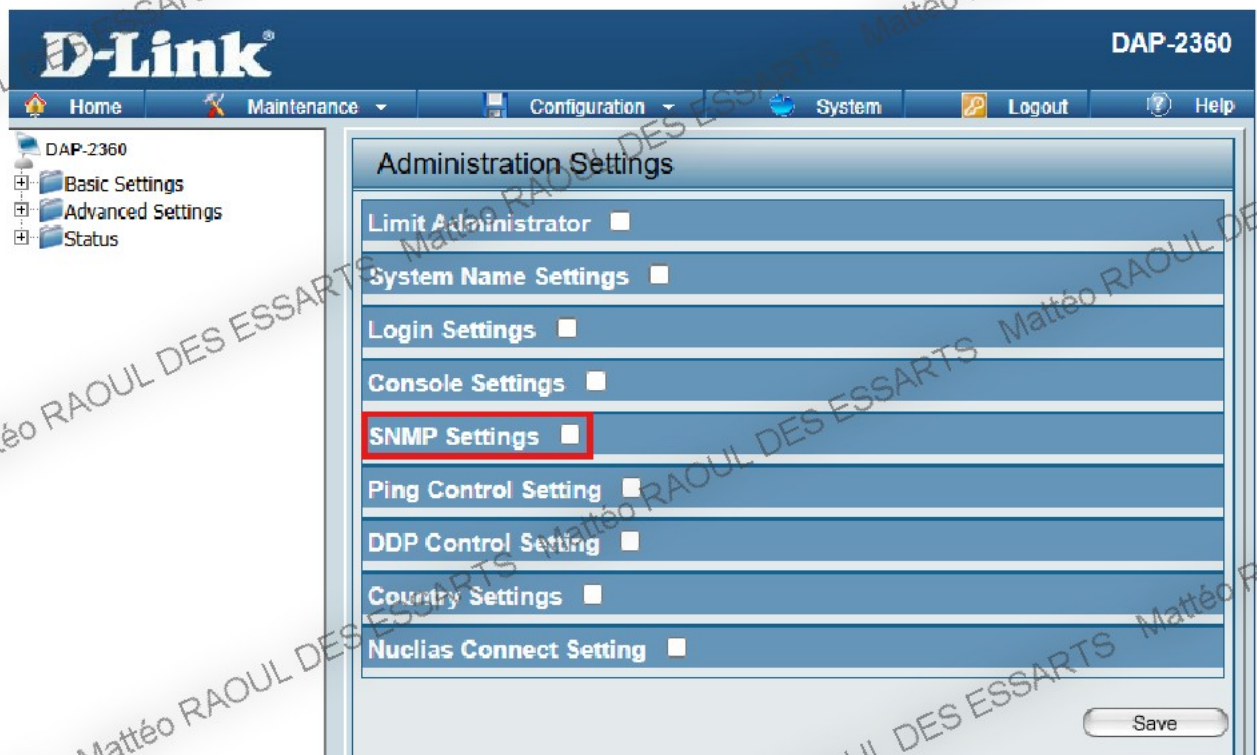 D-Link®
DAP-2360
Home Maintenance Configuration System Logout Help
DAP-2360
Basic Settings
Advanced Settings
Status
Administration Settings
Limit Administrator
System Name Settings
Login Settings
Console Settings
SNMP Settings
Ping Control Setting
DDP Control Setting
Country Settings
Nuclias Connect Setting
Save
Mattéo RAOUL DES ESSARTS